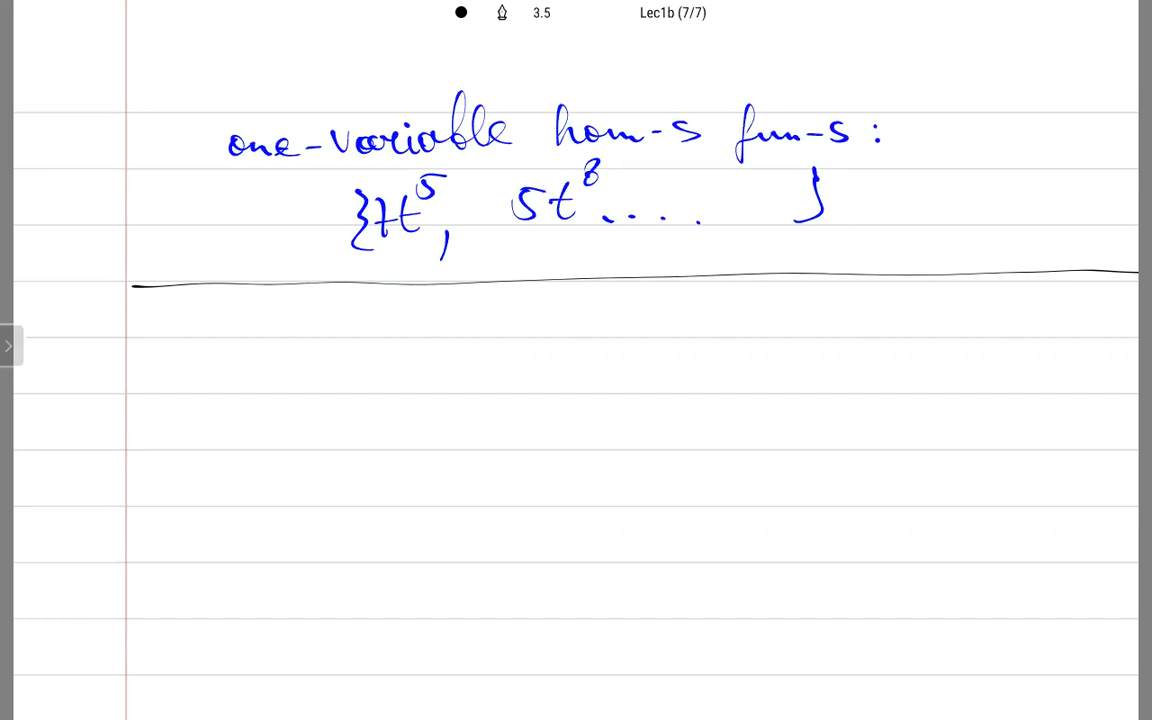 3.5 Lec1b (7/7)
one-variable hom-s fun-s:
{7t⁵, 5t⁸.... }